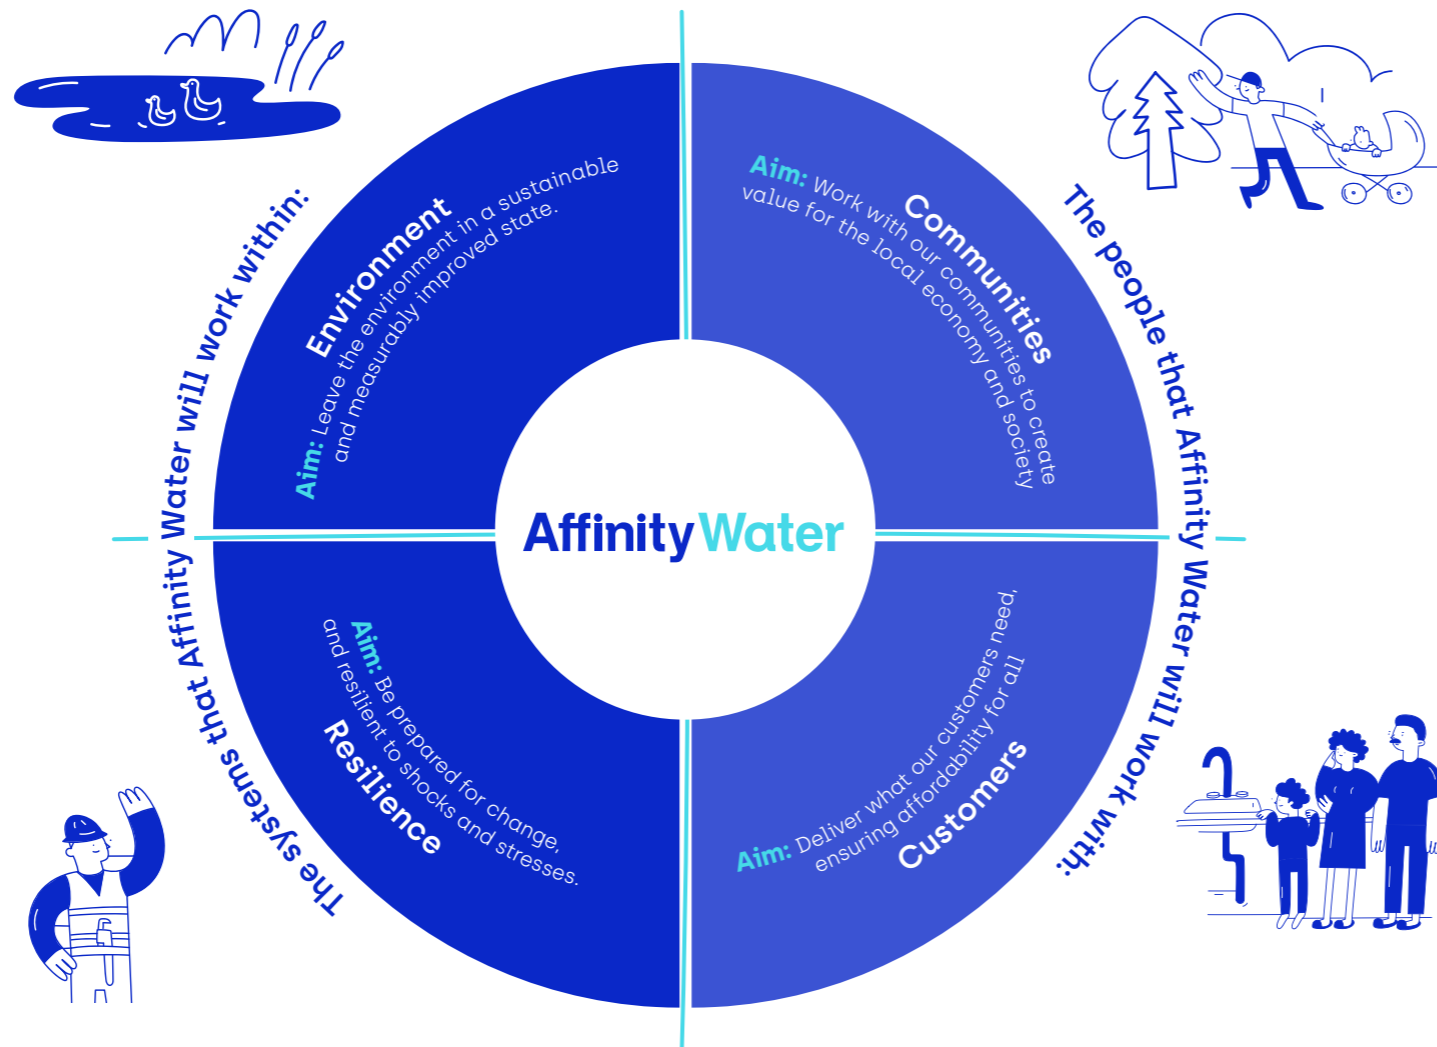 The systems that Affinity Water will work within:
Environment
Aim: Leave the environment in a sustainable
and measurably improved state.
Aim: Be prepared for change,
and resilient to shocks and stresses.
Resilience
AffinityWater
The people that Affinity Water will work with:
Communities
Aim: Work with our communities to create
value for the local economy and society
Aim: Deliver what our customers need,
ensuring affordability for all
Customers